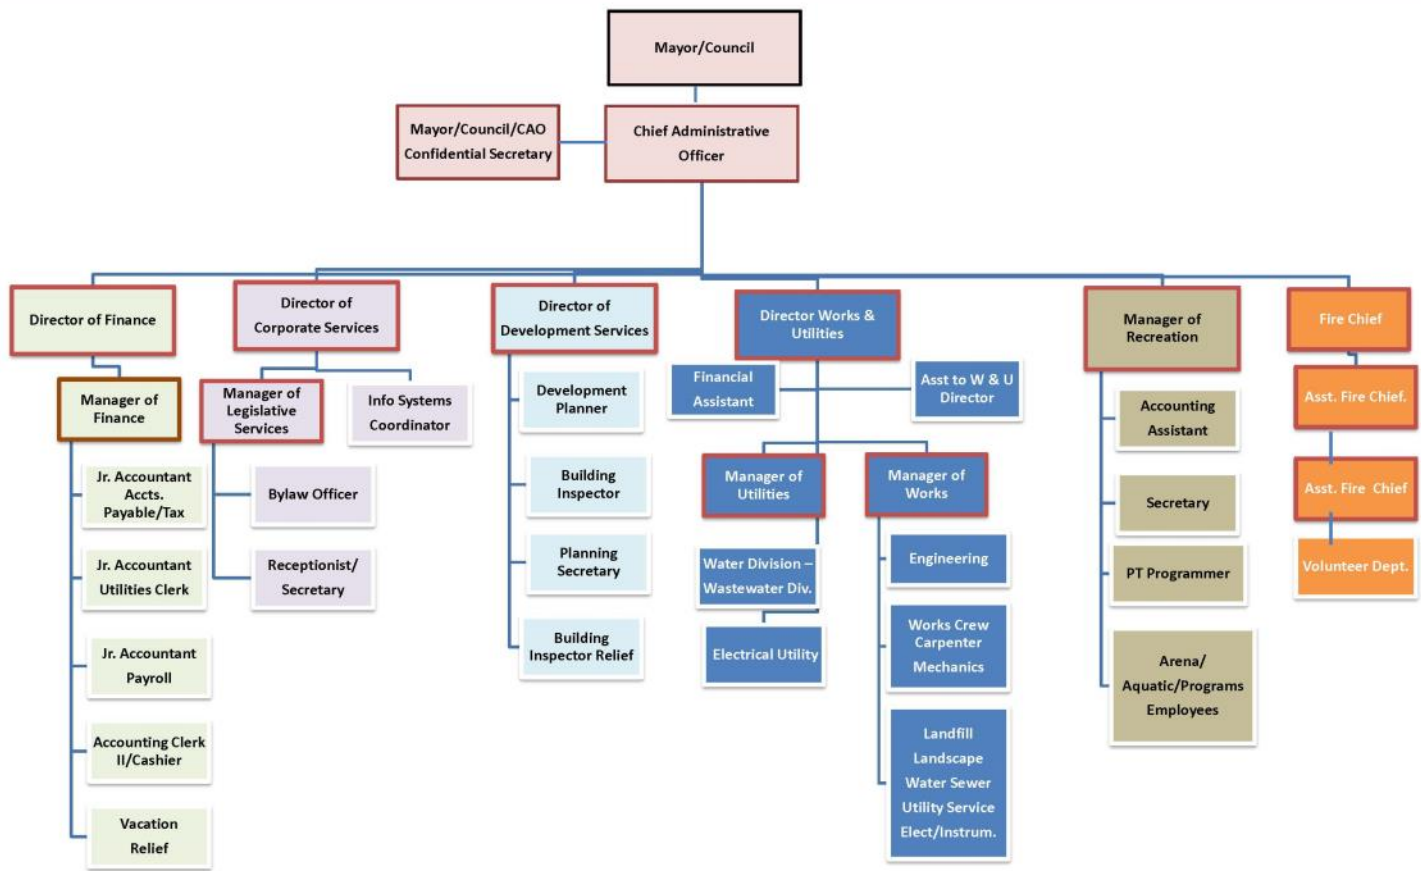 Mayor/Council
Mayor/Council/CAO
Confidential Secretary
Chief Administrative
Officer
Director of Finance
Director of
Corporate Services
Director of
Development Services
Director Works &
Utilities
Manager of
Recreation
Fire Chief
Manager of
Finance
Manager of
Legislative
Services
Info Systems
Coordinator
Development
Planner
Financial
Assistant
Asst to W & U
Director
Accounting
Assistant
Asst. Fire Chief.
Jr. Accountant
Accts.
Payable/Tax
Bylaw Officer
Building
Inspector
Manager of
Utilities
Manager of
Works
Secretary
Asst. Fire Chief
Jr. Accountant
Utilities Clerk
Receptionist/
Secretary
Planning
Secretary
Water Division –
Wastewater Div.
Engineering
PT Programmer
Volunteer Dept.
Jr. Accountant
Payroll
Building
Inspector Relief
Electrical Utility
Works Crew
Carpenter
Mechanics
Arena/
Aquatic/Programs
Employees
Accounting Clerk
II/Cashier
Landfill
Landscape
Water Sewer
Utility Service
Elect/Instrum.
Vacation
Relief